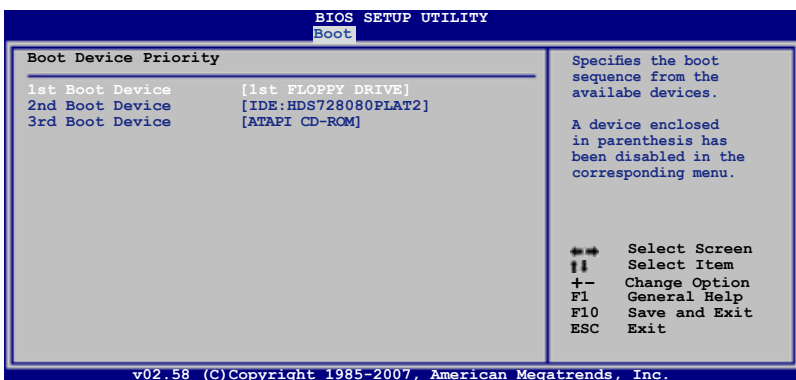 BIOS SETUP UTILITY
Boot
Boot Device Priority
1st Boot Device [1st FLOPPY DRIVE]
2nd Boot Device [IDE:HDS728080PLAT2]
3rd Boot Device [ATAPI CD-ROM]
Specifies the boot
sequence from the
availabe devices.
A device enclosed
in parenthesis has
been disabled in the
corresponding menu.
Select Screen
Select Item
+- Change Option
F1 General Help
F10 Save and Exit
ESC Exit
v02.58 (C)Copyright 1985-2007, American Megatrends, Inc.